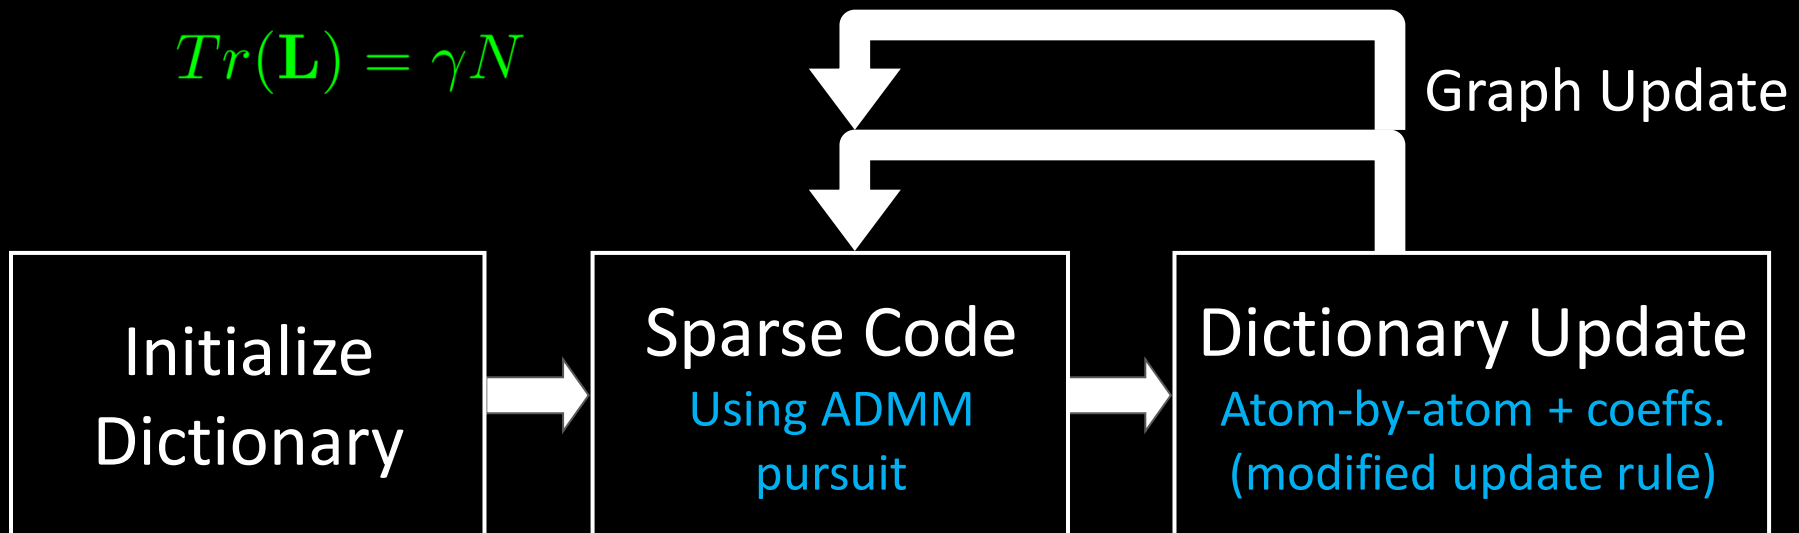 Tr(𝐋) = γN
Graph Update
Initialize
Dictionary
Sparse Code
Using ADMM
pursuit
Dictionary Update
Atom-by-atom + coeffs.
(modified update rule)